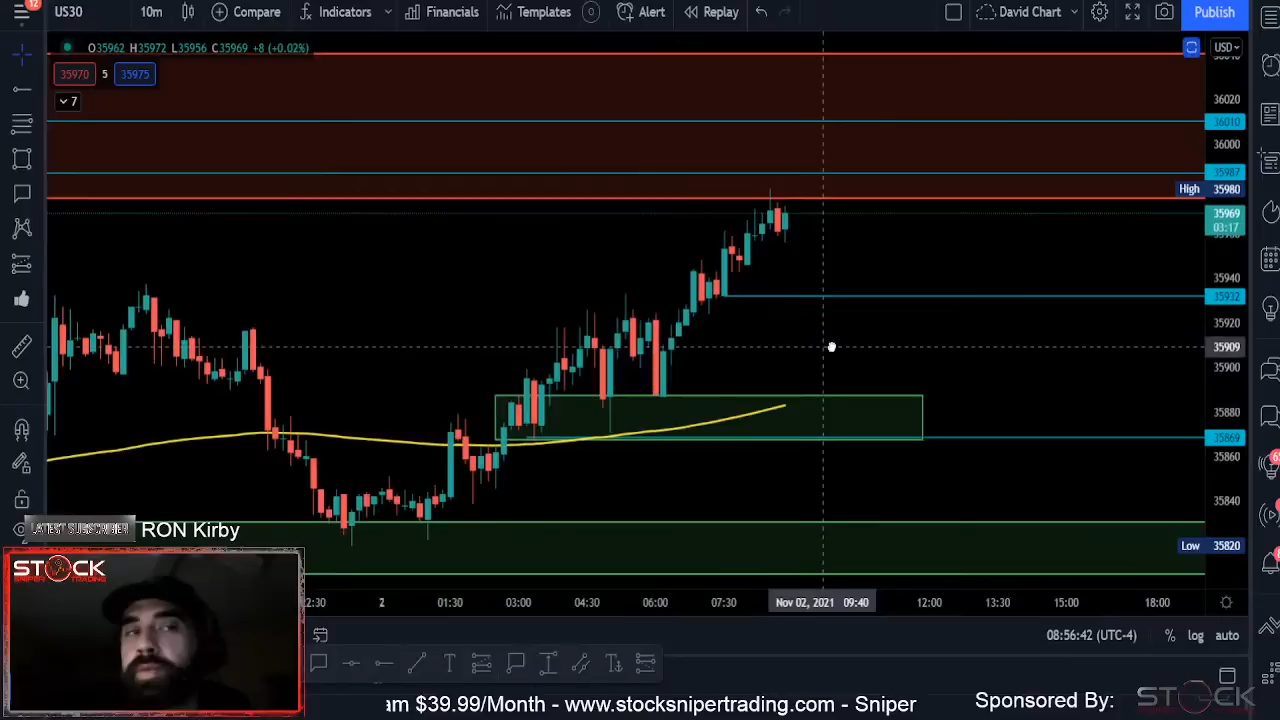 12
US30
10m
Compare
Indicators
Financials
Templates
Alert
Replay
David Chart
Publish
O35962 H35972 L35956 C35969 +8 (+0.02%)
USD
35970 5 35975
7
36020
36010
36000
35987
High 35980
35969
03:17
35940
35932
35920
35909
35900
35880
35869
35860
35840
Low 35820
LATEST SUBSCRIBER RON Kirby
STOCK
SNIPER TRADING
2 01:30 03:00 04:30 06:00 07:30 Nov 02, 2021 09:40 12:00 13:30 15:00 18:00
08:56:42 (UTC-4) % log auto
am $39.99/Month - www.stocksnipertrading.com - Sniper
Sponsored By:
STOCK